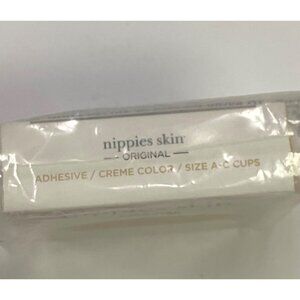 nippies skin
— ORIGINAL —
ADHESIVE / CREME COLOR / SIZE A-C CUPS